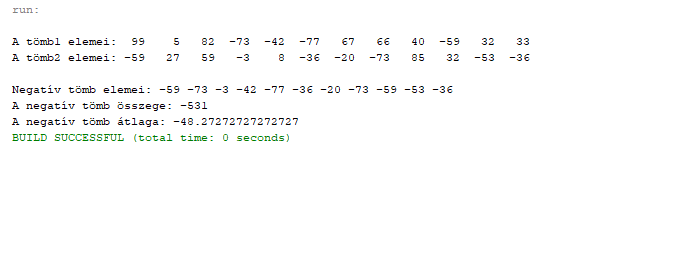 run:
A tömb1 elemei:  99    5   82  -73  -42  -77   67   66   40  -59   32   33
A tömb2 elemei: -59   27   59   -3    8  -36  -20  -73   85   32  -53  -36
Negatív tömb elemei: -59 -73 -3 -42 -77 -36 -20 -73 -59 -53 -36
A negatív tömb összege: -531
A negatív tömb átlaga: -48.27272727272727
BUILD SUCCESSFUL (total time: 0 seconds)